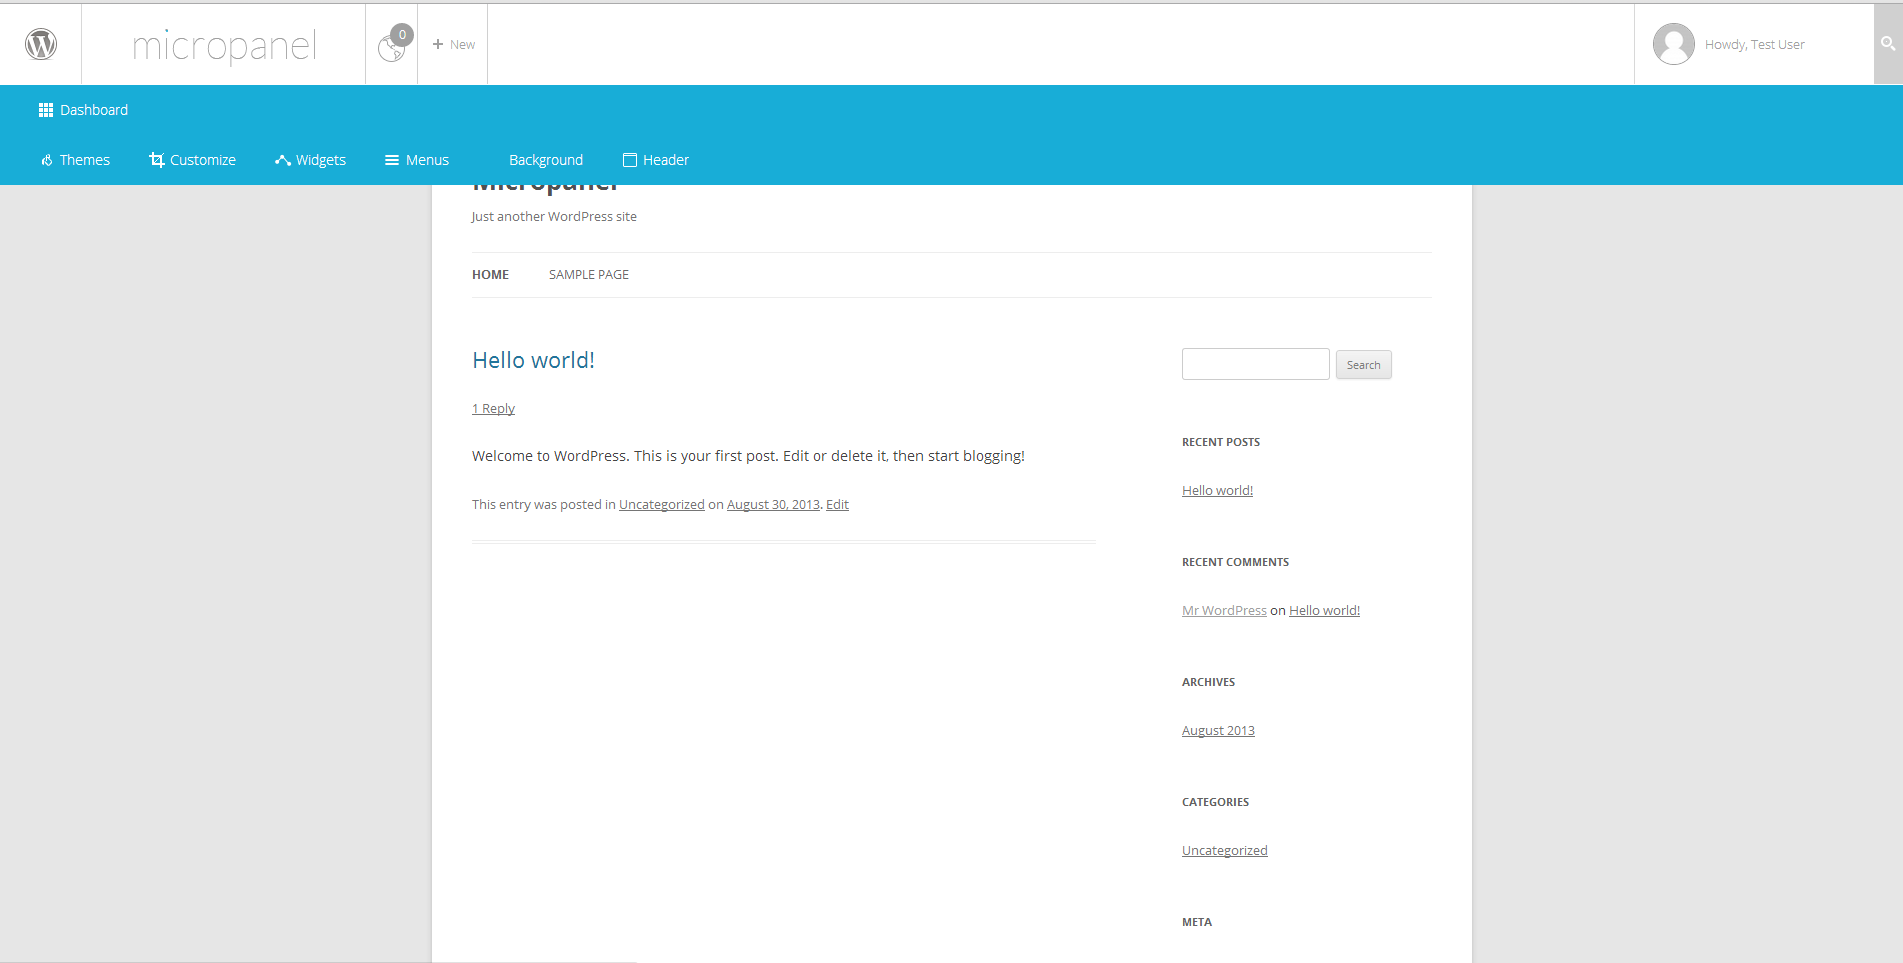 micropanel
0
New
Howdy, Test User
Dashboard
Themes
Customize
Widgets
Menus
Background
Header
Micropanel
Just another WordPress site
HOME
SAMPLE PAGE
Hello world!
Search
1 Reply
RECENT POSTS
Welcome to WordPress. This is your first post. Edit or delete it, then start blogging!
Hello world!
This entry was posted in Uncategorized on August 30, 2013. Edit
RECENT COMMENTS
Mr WordPress on Hello world!
ARCHIVES
August 2013
CATEGORIES
Uncategorized
META